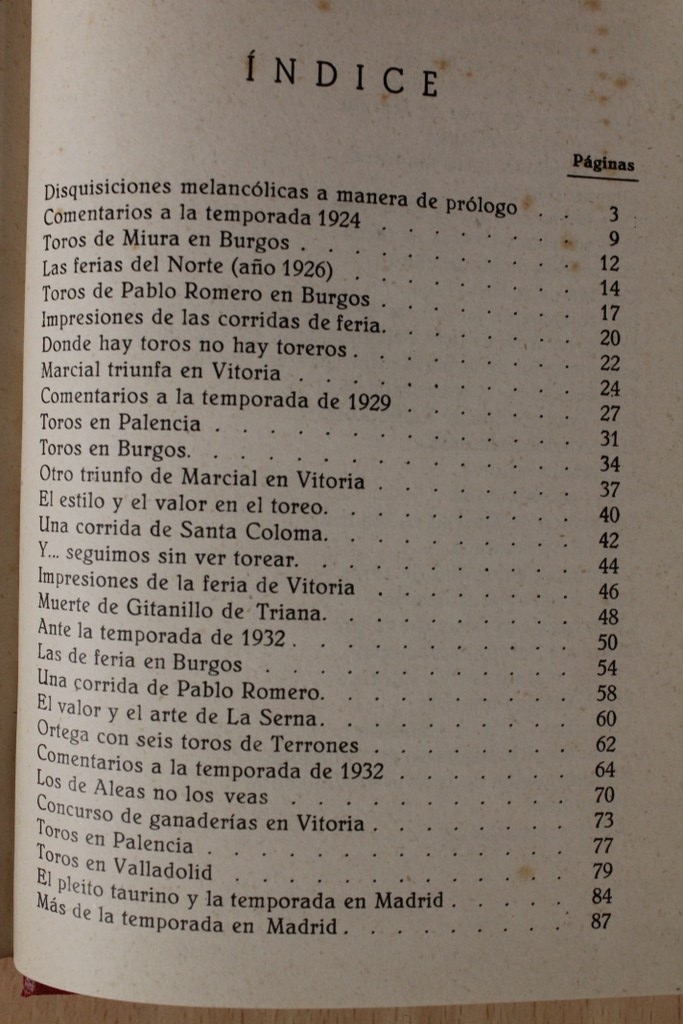 ÍNDICE
Páginas
Disquisiciones melancólicas a manera de prólogo . . 3
Comentarios a la temporada 1924 . . . . . . . 9
Toros de Miura en Burgos . . . . . . . . . 12
Las ferias del Norte (año 1926) . . . . . . . . 14
Toros de Pablo Romero en Burgos . . . . . . . 17
Impresiones de las corridas de feria. . . . . . . 20
Donde hay toros no hay toreros . . . . . . . . 22
Marcial triunfa en Vitoria . . . . . . . . . 24
Comentarios a la temporada de 1929 . . . . . . 27
Toros en Palencia . . . . . . . . . . . . 31
Toros en Burgos. . . . . . . . . . . . . 34
Otro triunfo de Marcial en Vitoria . . . . . . . 37
El estilo y el valor en el toreo. . . . . . . . . 40
Una corrida de Santa Coloma. . . . . . . . . 42
Y... seguimos sin ver torear. . . . . . . . . . 44
Impresiones de la feria de Vitoria . . . . . . . 46
Muerte de Gitanillo de Triana. . . . . . . . . 48
Ante la temporada de 1932 . . . . . . . . . . 50
Las de feria en Burgos . . . . . . . . . . . 54
Una corrida de Pablo Romero. . . . . . . . . 58
El valor y el arte de La Serna. . . . . . . . . 60
Ortega con seis toros de Terrones . . . . . . . 62
Comentarios a la temporada de 1932 . . . . . . 64
Los de Aleas no los veas . . . . . . . . . . 70
Concurso de ganaderías en Vitoria . . . . . . . 73
Toros en Palencia . . . . . . . . . . . . 77
Toros en Valladolid . . . . . . . . . . . . 79
El pleito taurino y la temporada en Madrid . . . . . 84
Más de la temporada en Madrid . . . . . . . . 87